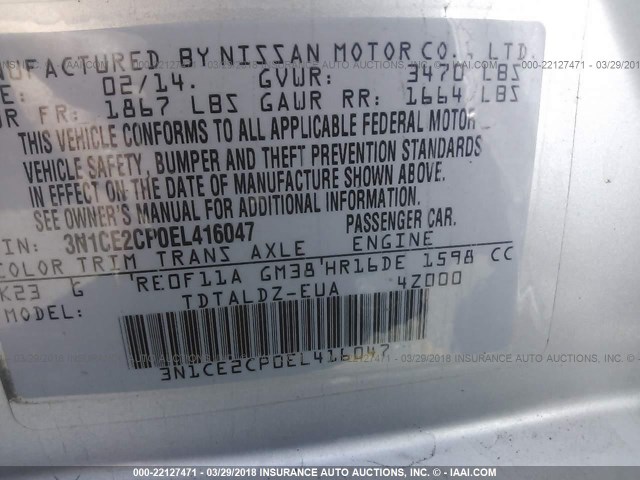 NUFACTURED BY NISSAN MOTOR CO., LTD.
E: 02/14. GVWR: 3470 LBS
R FR: 1867 LBS GAWR RR: 1664 LBS
THIS VEHICLE CONFORMS TO ALL APPLICABLE FEDERAL MOTOR
VEHICLE SAFETY, BUMPER AND THEFT PREVENTION STANDARDS
IN EFFECT ON THE DATE OF MANUFACTURE SHOWN ABOVE.
SEE OWNER'S MANUAL FOR ADDITIONAL INFORMATION.
IN: 3N1CE2CP0EL416047 PASSENGER CAR.
COLOR TRIM TRANS AXLE ENGINE
K23 G RE0F11A GM38 HR16DE 1598 CC
MODEL: TDTALDZ-EUA 4Z000
3N1CE2CP0EL416047
000-22127471 - 03/29/2018 - INSURANCE AUTO AUCTIONS, INC. - © - IAAI.COM